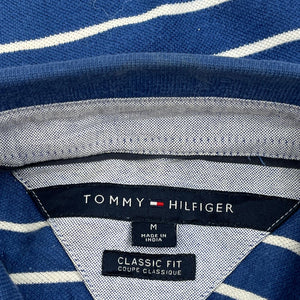 TOMMY HILFIGER
M
MADE IN
INDIA
CLASSIC FIT
COUPE CLASSIQUE